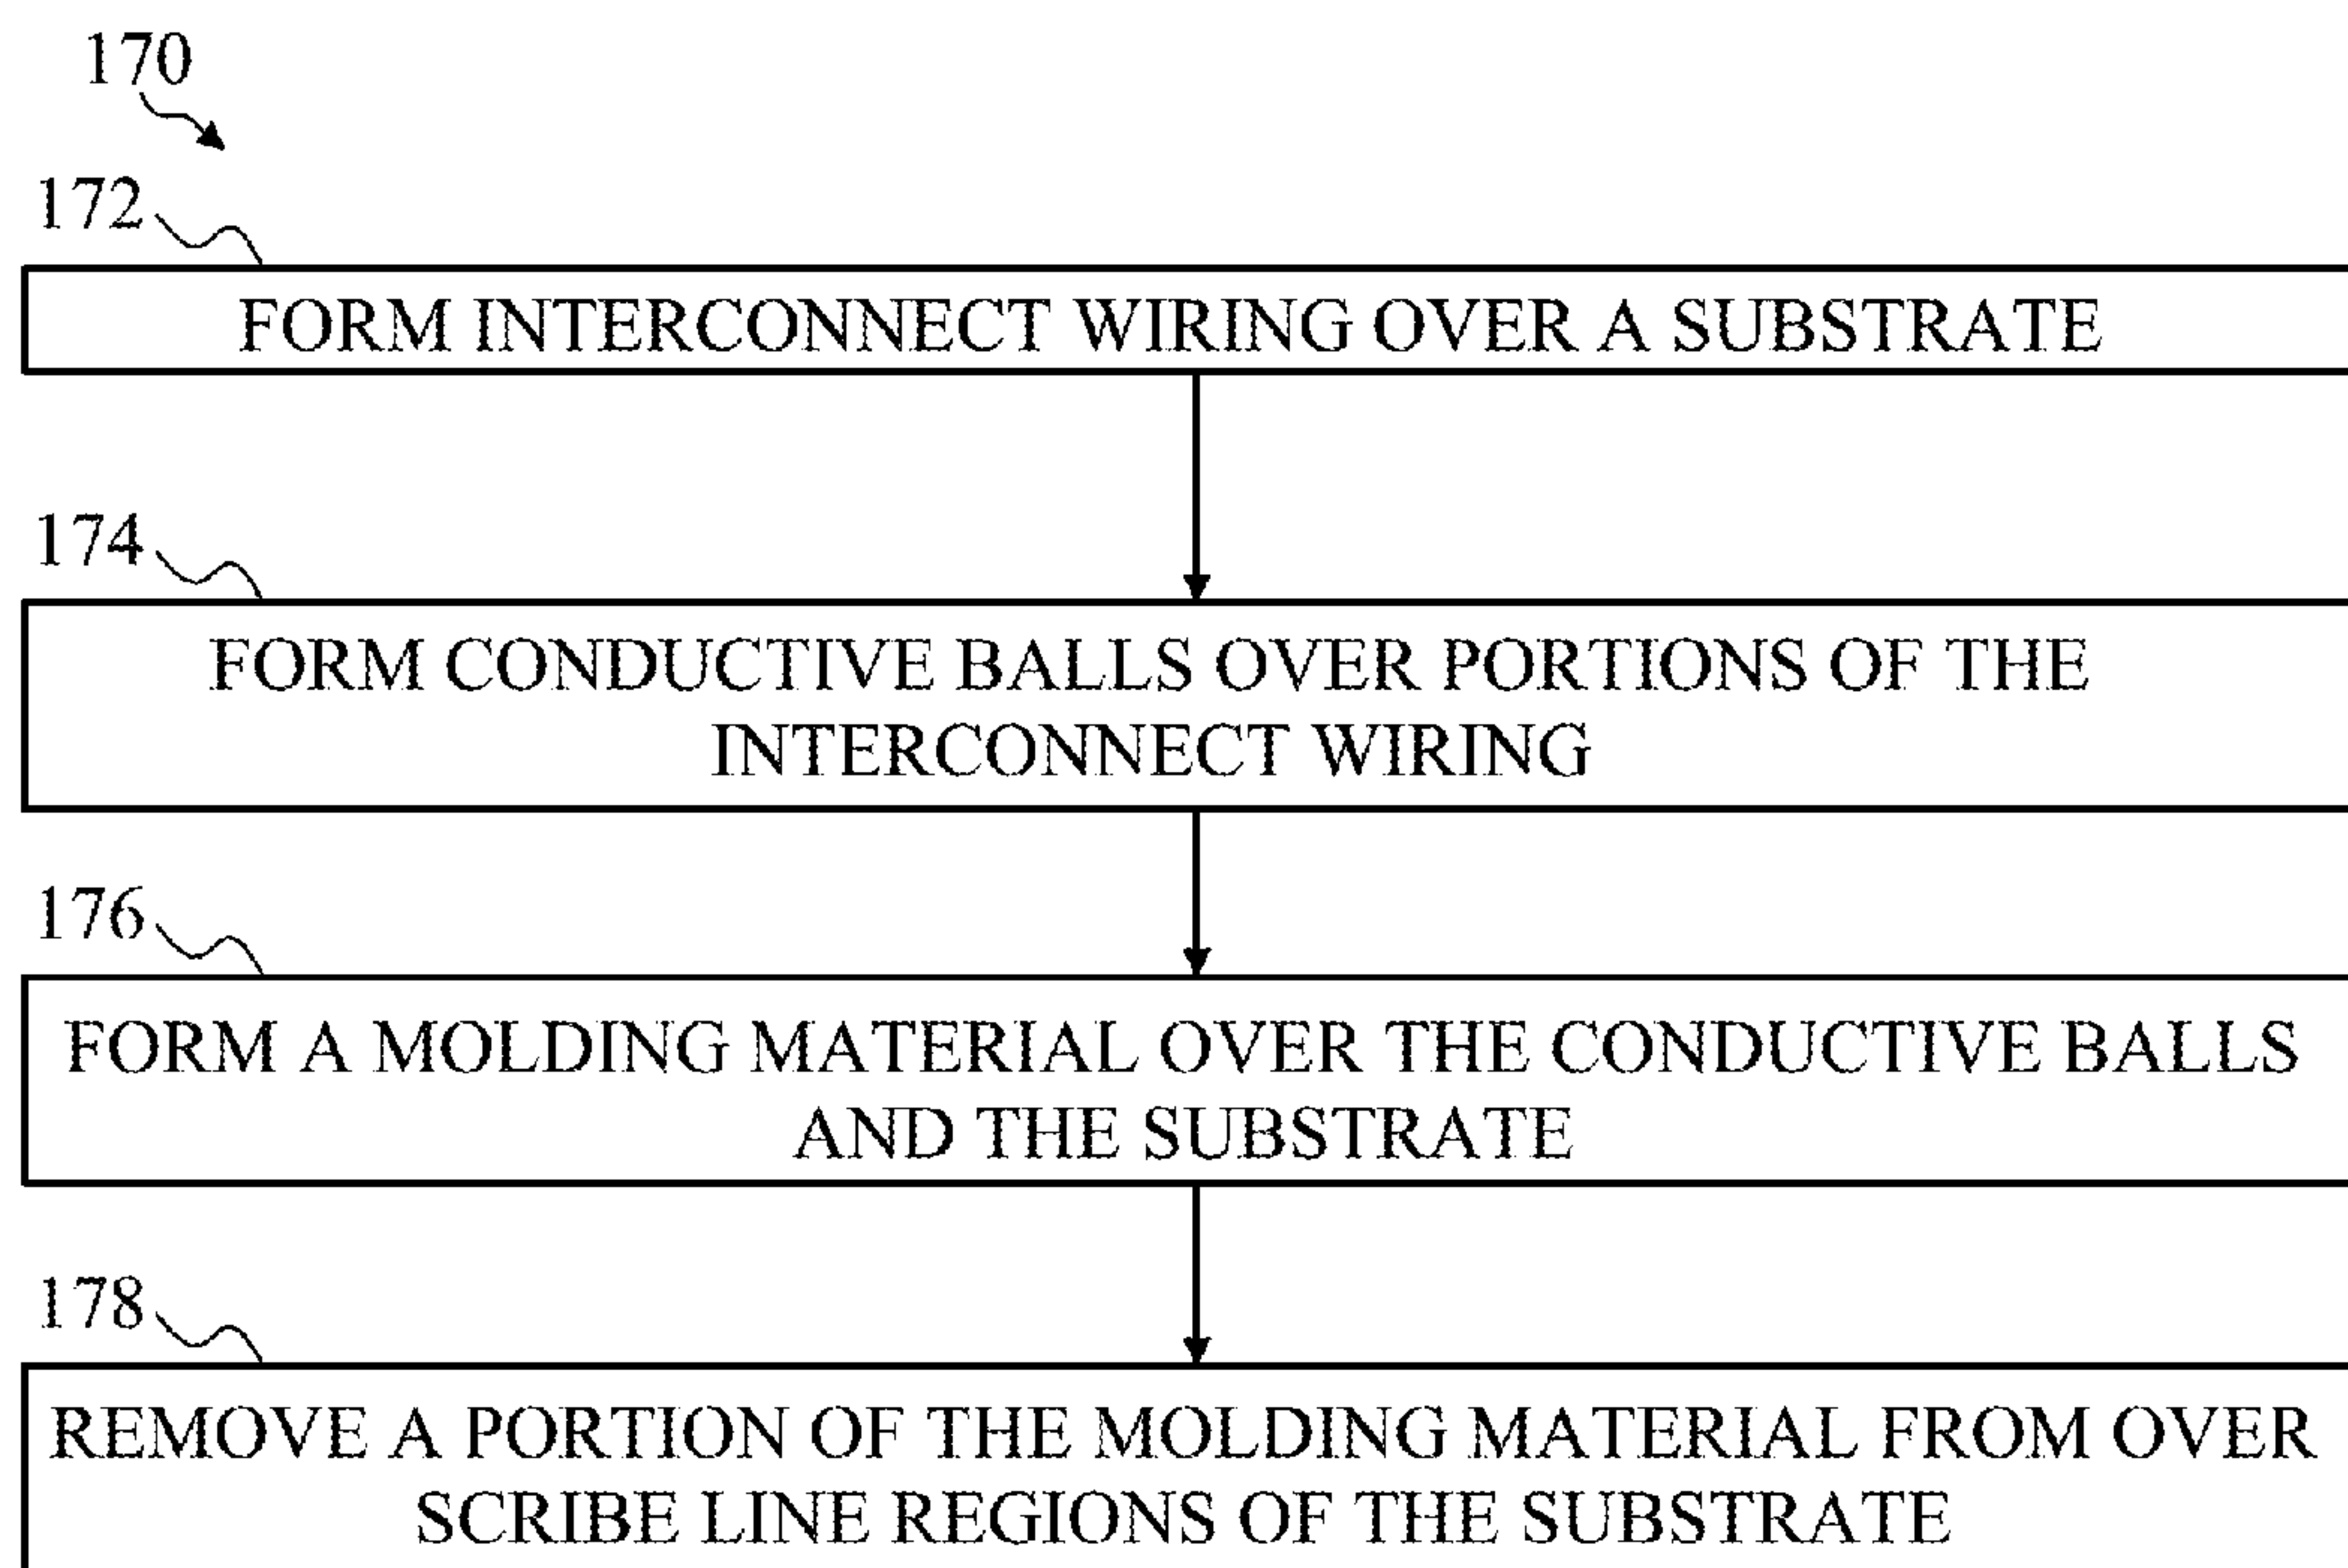 170
172
FORM INTERCONNECT WIRING OVER A SUBSTRATE
174
FORM CONDUCTIVE BALLS OVER PORTIONS OF THE
INTERCONNECT WIRING
176
FORM A MOLDING MATERIAL OVER THE CONDUCTIVE BALLS
AND THE SUBSTRATE
178
REMOVE A PORTION OF THE MOLDING MATERIAL FROM OVER
SCRIBE LINE REGIONS OF THE SUBSTRATE